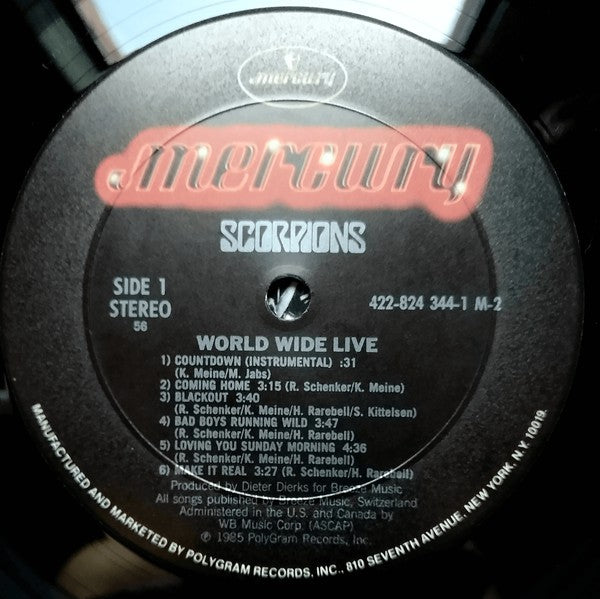 mercury
mercury
SCORPIONS
SIDE 1
STEREO
56
422-824 344-1 M-2
WORLD WIDE LIVE
1) COUNTDOWN (INSTRUMENTAL) :31
(K. Meine/M. Jabs)
2) COMING HOME 3:15 (R. Schenker/K. Meine)
3) BLACKOUT 3:40
(R. Schenker/K. Meine/H. Rarebell/S. Kittelsen)
4) BAD BOYS RUNNING WILD 3:47
(R. Schenker/K. Meine/H. Rarebell)
5) LOVING YOU SUNDAY MORNING 4:36
(R. Schenker/K. Meine/H. Rarebell)
6) MAKE IT REAL 3:27 (R. Schenker/H. Rarebell)
Produced by Dieter Dierks for Breeze Music
All songs published by Breeze Music, Switzerland
Administered in the U.S. and Canada by
WB Music Corp. (ASCAP)
℗ 1985 PolyGram Records, Inc.
MANUFACTURED AND MARKETED BY POLYGRAM RECORDS, INC., 810 SEVENTH AVENUE, NEW YORK, N.Y. 10019.